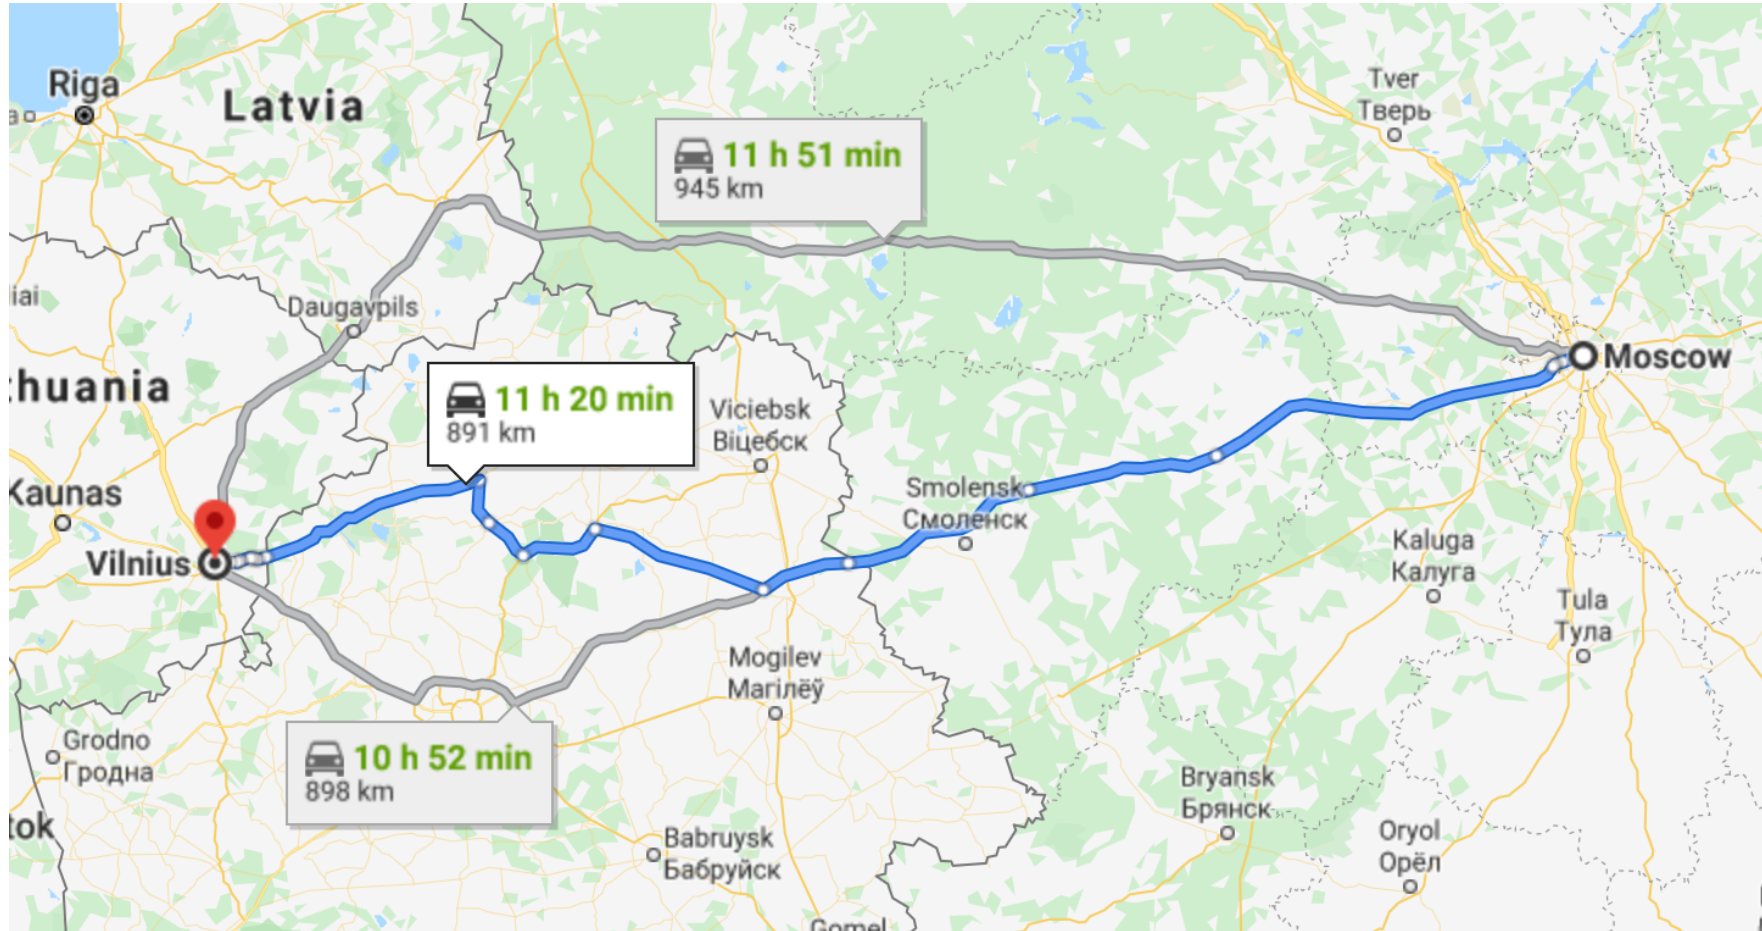 Riga
Latvia
Tver
Тверь
11 h 51 min
945 km
iai
Daugavpils
thuania
Moscow
11 h 20 min
891 km
Viciebsk
Віцебск
Kaunas
Smolensk
Смоленск
Vilnius
Kaluga
Калуга
Tula
Тула
Mogilev
Магілёў
Grodno
Гродна
10 h 52 min
898 km
Bryansk
Брянск
tok
Babruysk
Бабруйск
Oryol
Орёл
Gomel